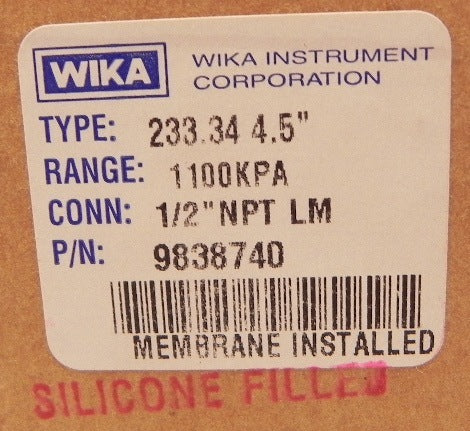 WIKA
WIKA INSTRUMENT
CORPORATION
TYPE: 233.34 4.5"
RANGE: 1100KPA
CONN: 1/2" NPT LM
P/N: 9838740
MEMBRANE INSTALLED
SILICONE FILLED